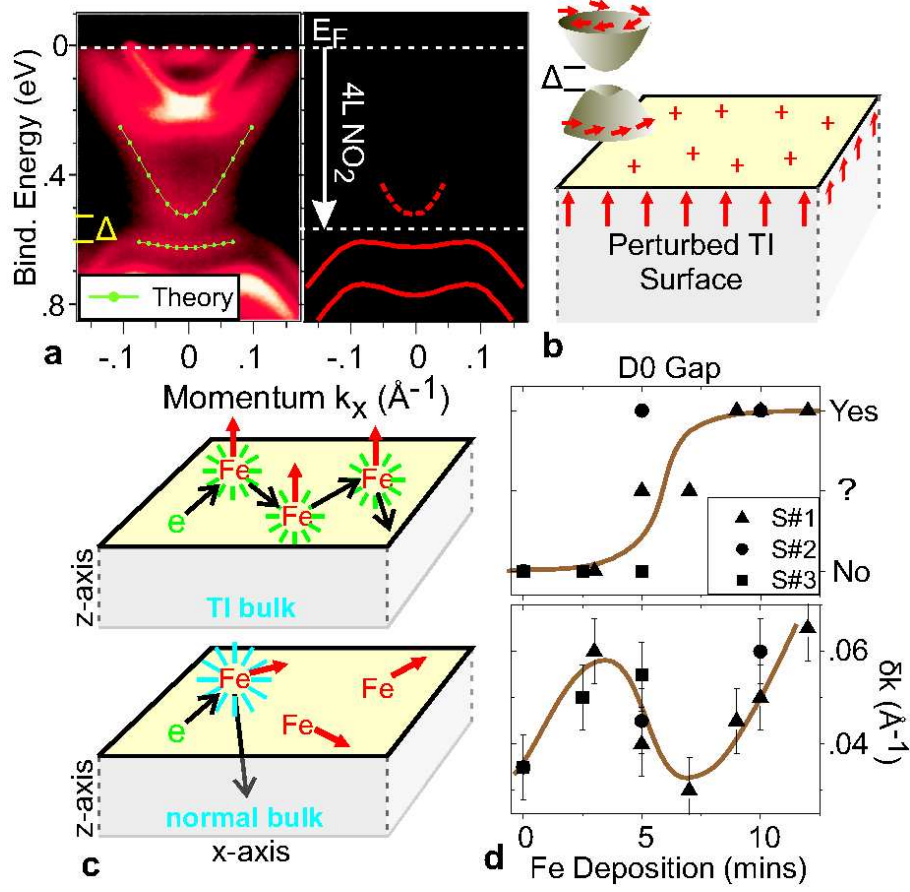 0
.4
.8
Bind. Energy (eV)
Δ
Theory
E_F
4L NO₂
-.1 0 .1 -.1 0 .1
Momentum kₓ (Å⁻¹)
a
Δ
+ + + +
+ + + +
Perturbed TI
Surface
b
Fe Fe
Fe
e
TI bulk
z-axis
Fe
Fe
Fe
e
normal bulk
z-axis
x-axis
c
D0 Gap
Yes
?
No
S#1
S#2
S#3
.06
.04
δk (Å⁻¹)
0 5 10
Fe Deposition (mins)
d